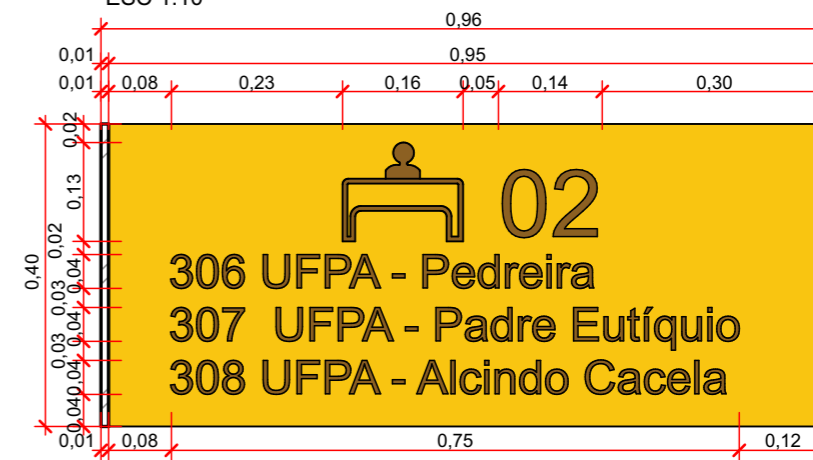 ESC 1:10
0,96
0,01 0,95
0,01 0,08 0,23 0,16 0,05 0,14 0,30
0,02
0,13
02
0,02
0,40
306 UFPA - Pedreira
0,04
0,03
307 UFPA - Padre Eutíquio
0,04
0,03
308 UFPA - Alcindo Cacela
0,04
0,04
0,01 0,08 0,75 0,12